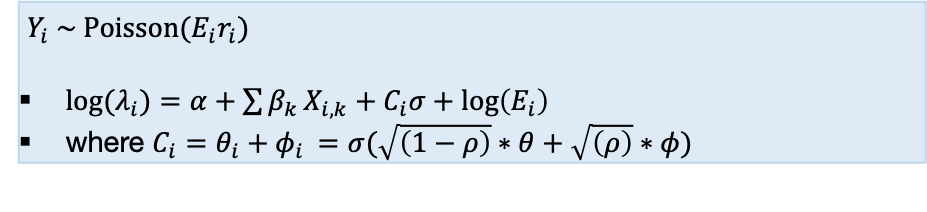 Yᵢ ~ Poisson(Eᵢrᵢ)
▪ log(λᵢ) = α + ∑ βₖ Xᵢ,ₖ + Cᵢσ + log(Eᵢ)
▪ where Cᵢ = θᵢ + ϕᵢ = σ(√(1 − ρ) * θ + √(ρ) * ϕ)